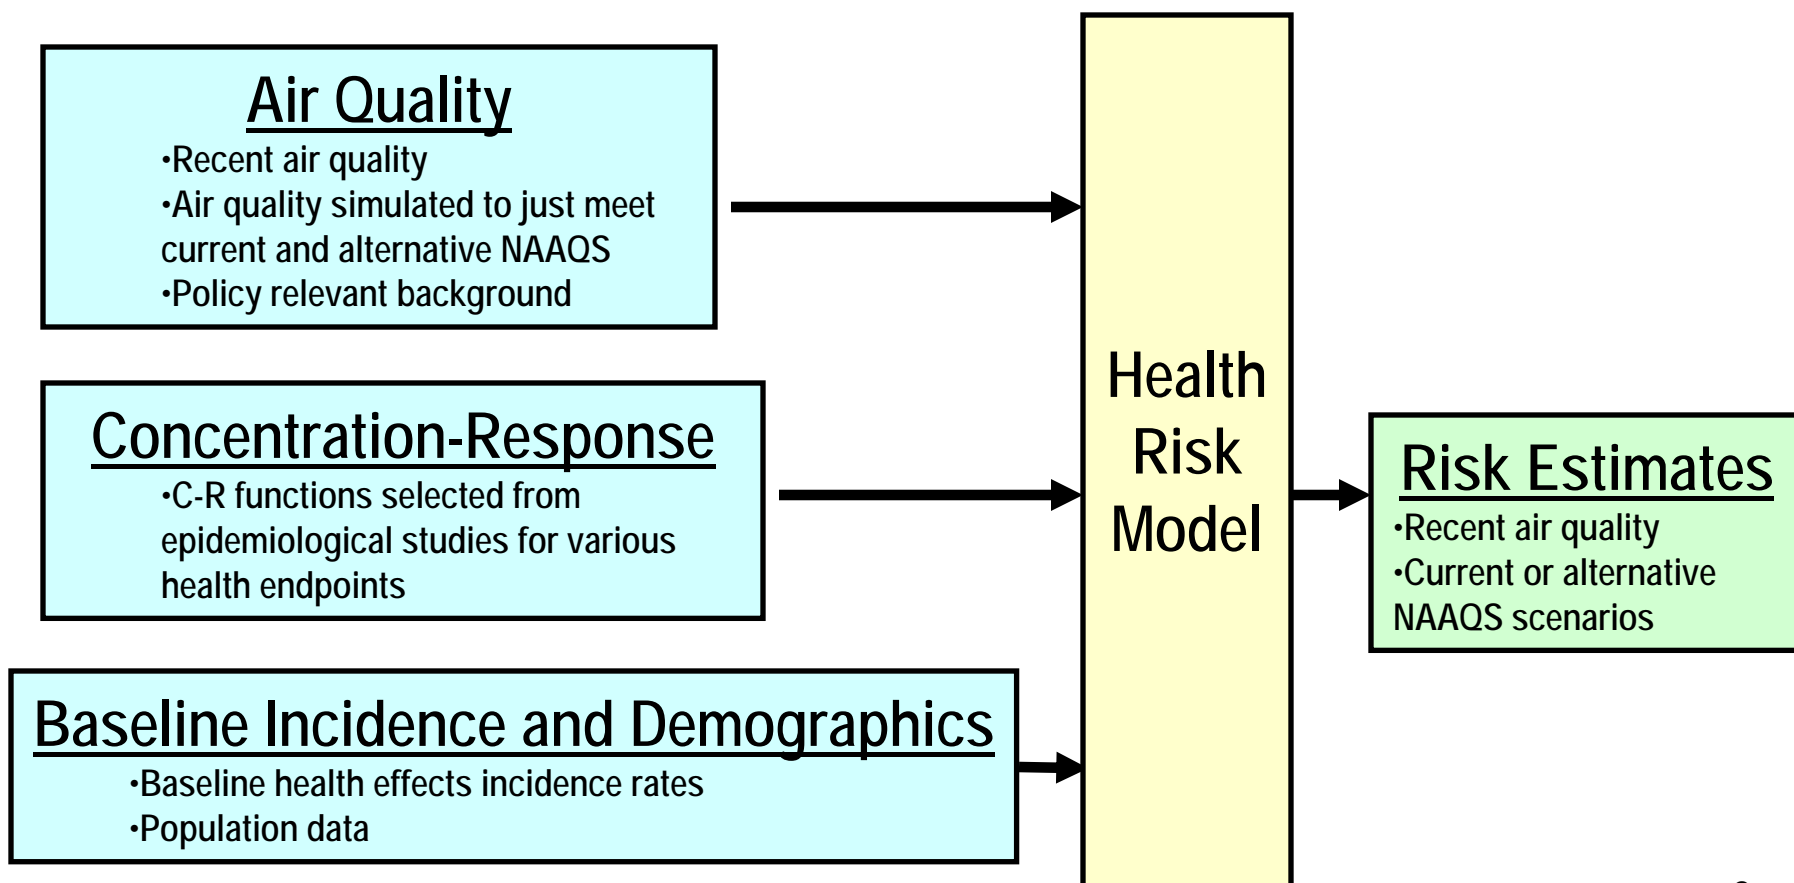 Air Quality
•Recent air quality
•Air quality simulated to just meet
current and alternative NAAQS
•Policy relevant background
Concentration-Response
•C-R functions selected from
epidemiological studies for various
health endpoints
Baseline Incidence and Demographics
•Baseline health effects incidence rates
•Population data
Health
Risk
Model
Risk Estimates
•Recent air quality
•Current or alternative
NAAQS scenarios